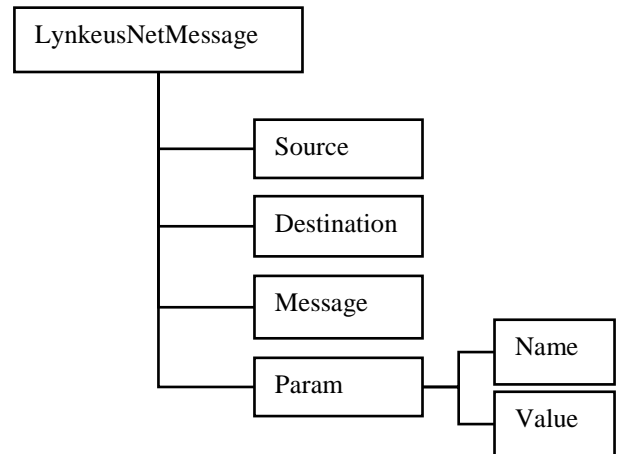 LynkeusNetMessage
Source
Destination
Message
Param
Name
Value